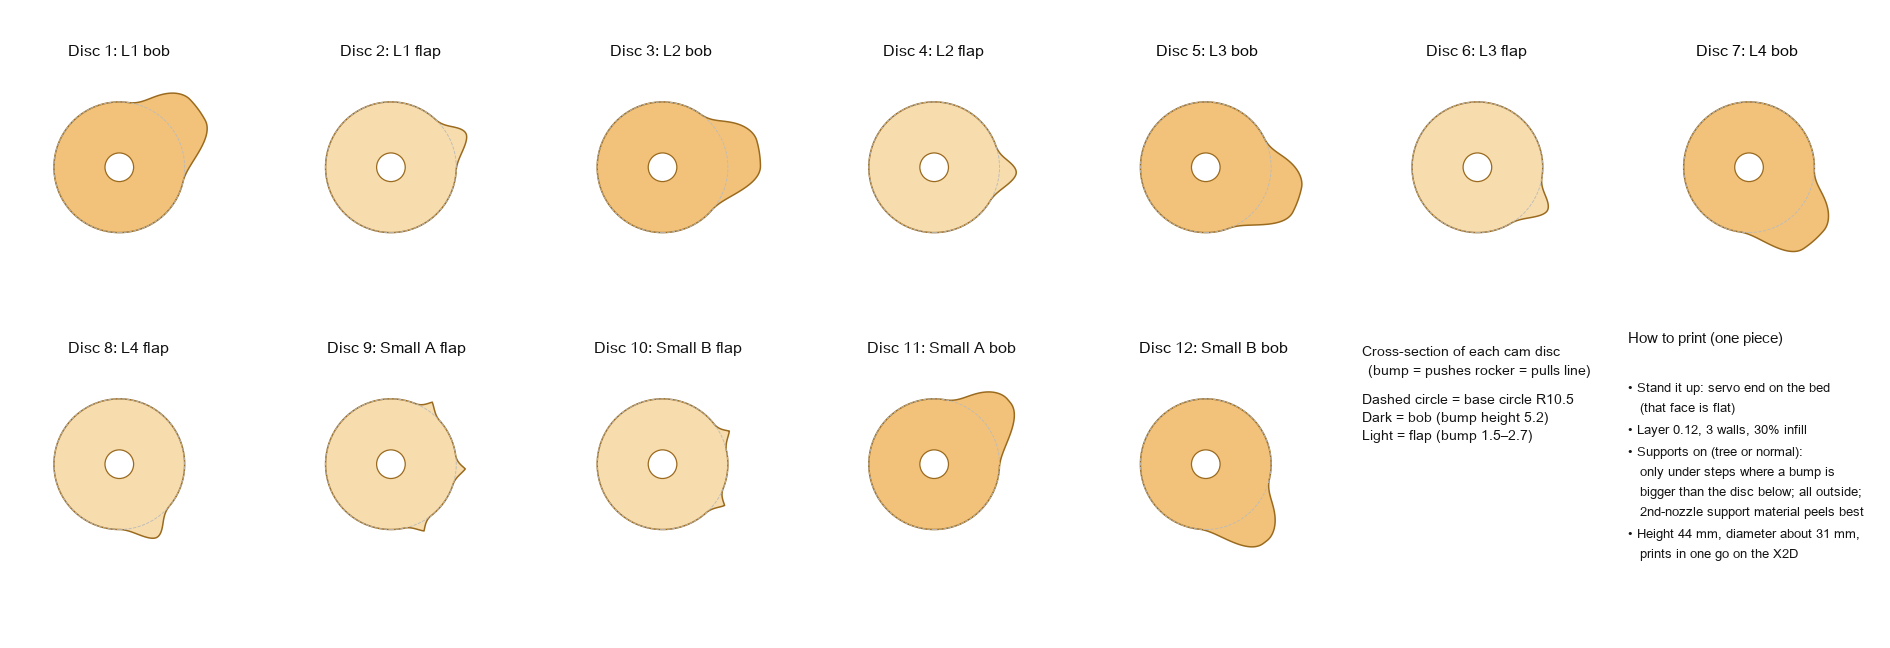 Disc 1: L1 bob
Disc 2: L1 flap
Disc 3: L2 bob
Disc 4: L2 flap
Disc 5: L3 bob
Disc 6: L3 flap
Disc 7: L4 bob
Disc 8: L4 flap
Disc 9: Small A flap
Disc 10: Small B flap
Disc 11: Small A bob
Disc 12: Small B bob
Cross-section of each cam disc
(bump = pushes rocker = pulls line)
Dashed circle = base circle R10.5
Dark = bob (bump height 5.2)
Light = flap (bump 1.5–2.7)
How to print (one piece)
• Stand it up: servo end on the bed
(that face is flat)
• Layer 0.12, 3 walls, 30% infill
• Supports on (tree or normal):
only under steps where a bump is
bigger than the disc below; all outside;
2nd-nozzle support material peels best
• Height 44 mm, diameter about 31 mm,
prints in one go on the X2D